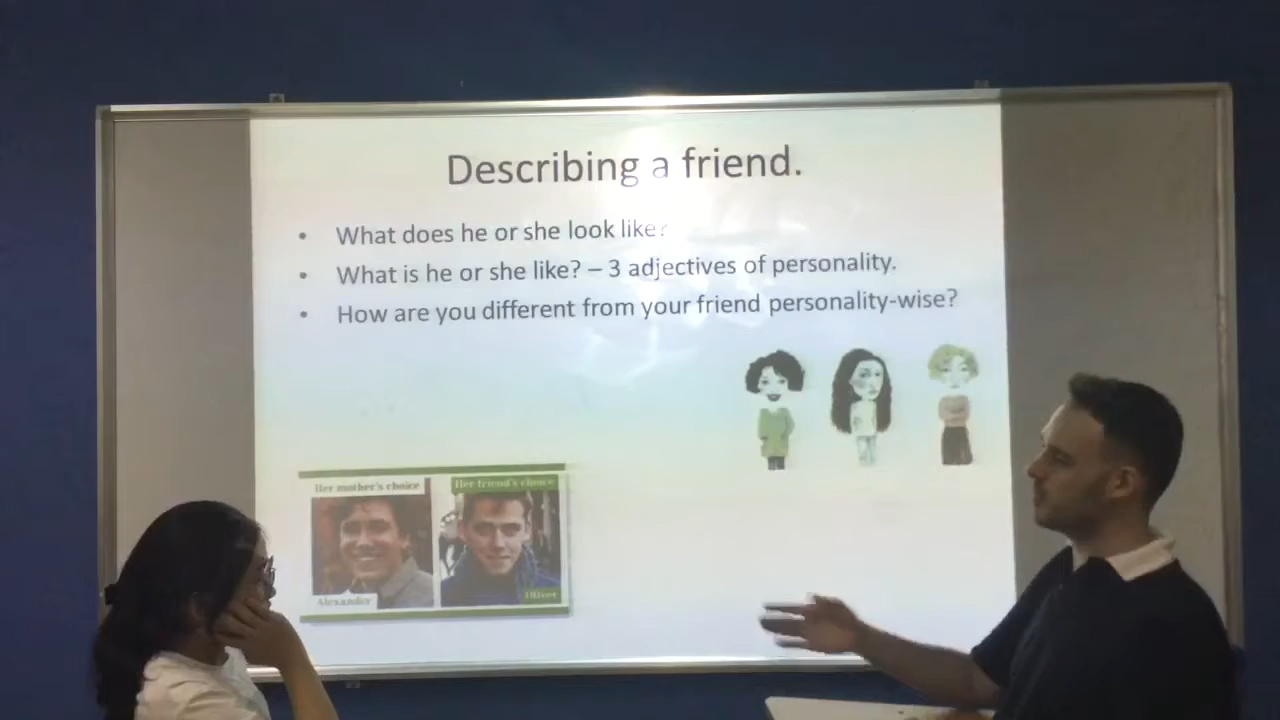 Describing a friend.
• What does he or she look like?
• What is he or she like? – 3 adjectives of personality.
• How are you different from your friend personality-wise?
Her mother's choice
Her friend's choice
Alexander
Oliver